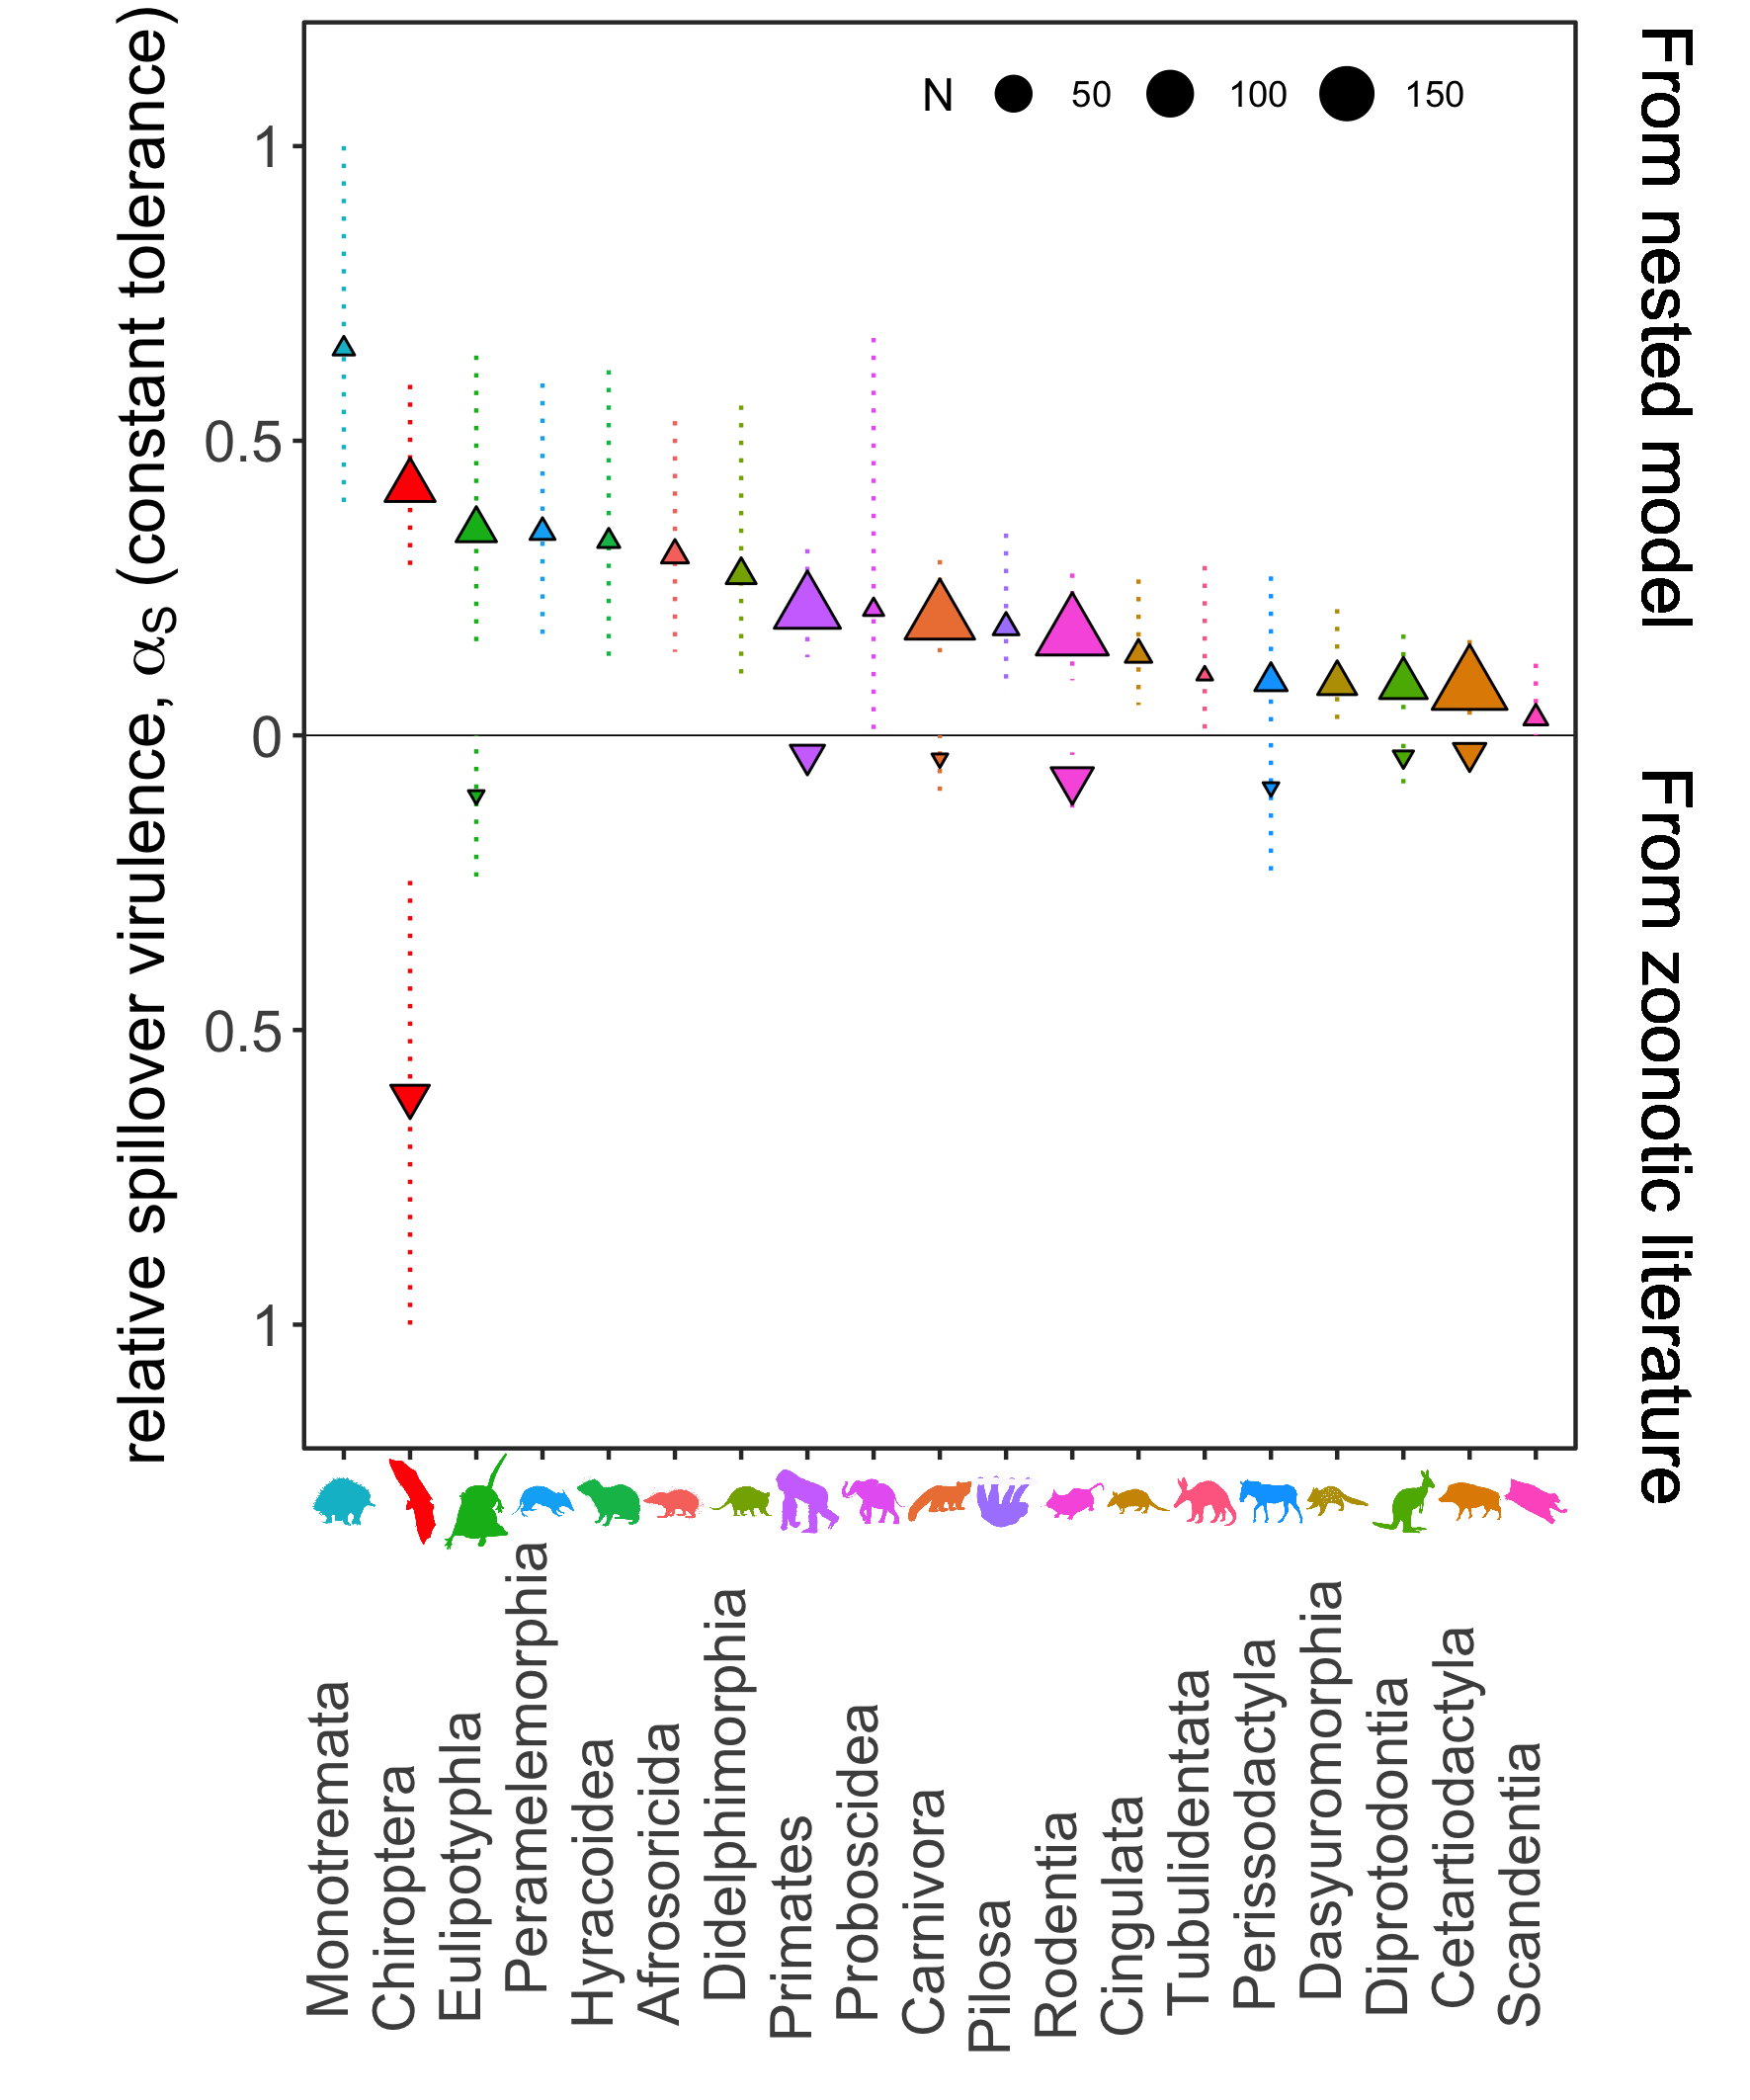 relative spillover virulence, αS (constant tolerance)
From nested model
From zoonotic literature
N 50 100 150
1
0.5
0
0.5
1
Monotremata
Chiroptera
Eulipotyphla
Peramelemorphia
Hyracoidea
Afrosoricida
Didelphimorphia
Primates
Proboscidea
Carnivora
Pilosa
Rodentia
Cingulata
Tubulidentata
Perissodactyla
Dasyuromorphia
Diprotodontia
Cetartiodactyla
Scandentia